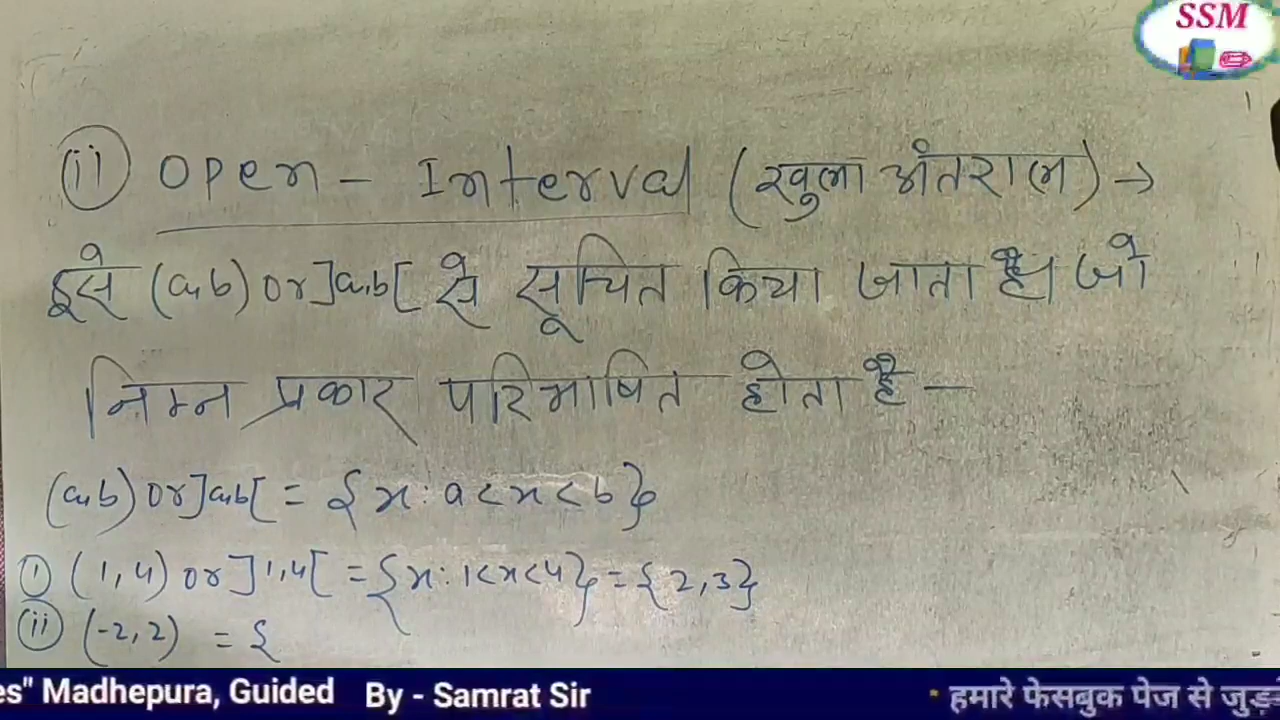 SSM
(ii) Open - Interval (खुला अंतराल) →
इसे (a,b) or ]a,b[ से सूचित किया जाता है। जो
निम्न प्रकार परिभाषित होता है —
(a,b) or ]a,b[ = {x : a < x < b}
(i) (1, 4) or ]1,4[ = {x : 1<x<4} = {2,3}
(ii) (-2, 2) = {
es" Madhepura, Guided By - Samrat Sir * हमारे फेसबुक पेज से जुड़ने